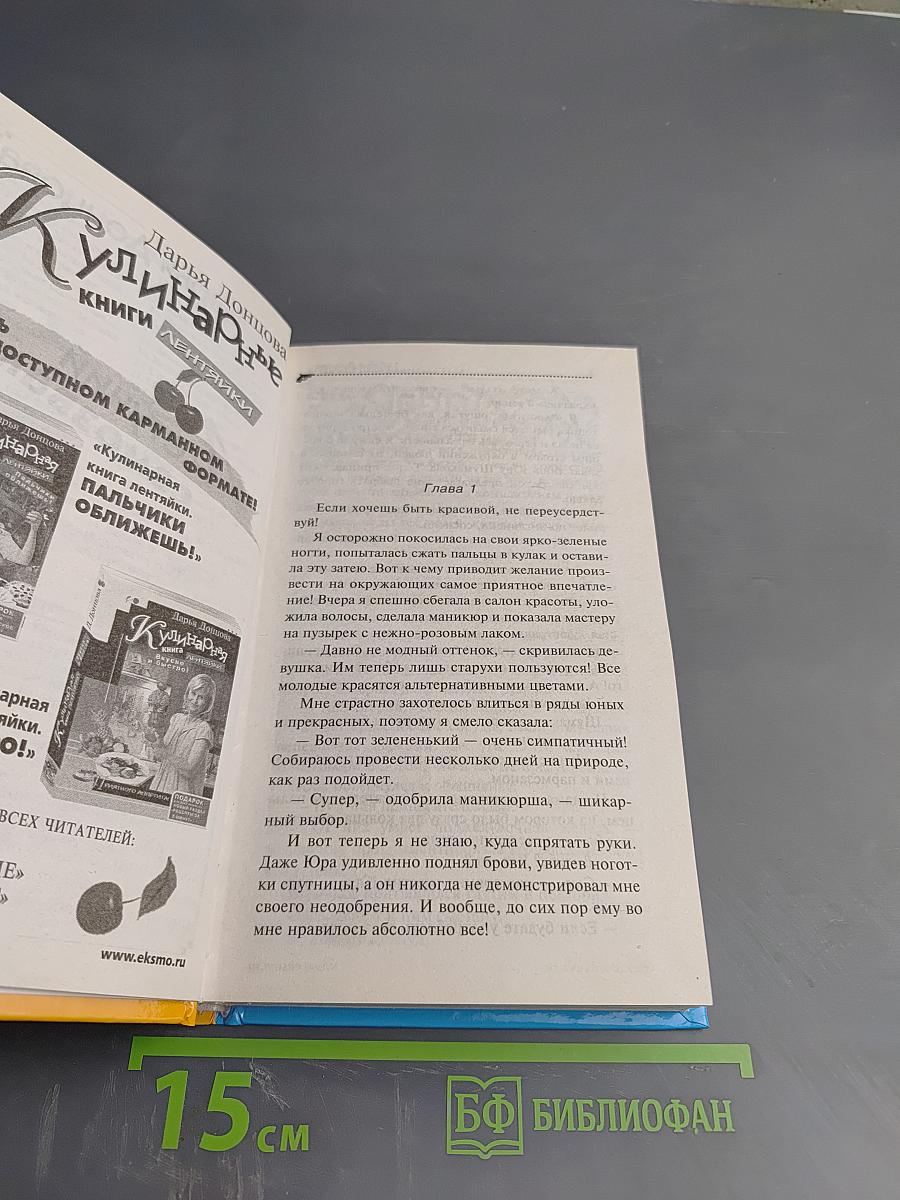 Дарья Донцова
Кулинарные
книги
ЛЕНТЯЙКИ
ДОСТУПНОМ КАРМАННОМ
ФОРМАТЕ!
Дарья Донцова
«Кулинарная
книга лентяйки.
ПАЛЬЧИКИ
ОБЛИЖЕШЬ!»
Дарья Донцова
Кулинарная
книга
ЛЕНТЯЙКИ
Вкусно
и быстро!
ПОДАРОК
ВСЕХ ЧИТАТЕЛЕЙ:
www.eksmo.ru
Глава 1
Если хочешь быть красивой, не переусердст-
вуй!
Я осторожно покосилась на свои ярко-зеленые
ногти, попыталась сжать пальцы в кулак и остави-
ла эту затею. Вот к чему приводит желание произ-
вести на окружающих самое приятное впечатле-
ние! Вчера я спешно сбегала в салон красоты, уло-
жила волосы, сделала маникюр и показала мастеру
на пузырек с нежно-розовым лаком.
— Давно не модный оттенок, — скривилась де-
вушка. Им теперь лишь старухи пользуются! Все
молодые красятся альтернативными цветами.
Мне страстно захотелось влиться в ряды юных
и прекрасных, поэтому я смело сказала:
— Вот тот зелененький — очень симпатичный!
Собираюсь провести несколько дней на природе,
как раз подойдет.
— Супер, — одобрила маникюрша, — шикар-
ный выбор.
И вот теперь я не знаю, куда спрятать руки.
Даже Юра удивленно поднял брови, увидев ногот-
ки спутницы, а он никогда не демонстрировал мне
своего неодобрения. И вообще, до сих пор ему во
мне нравилось абсолютно все!
15 см
БФ БИБЛИОФАН